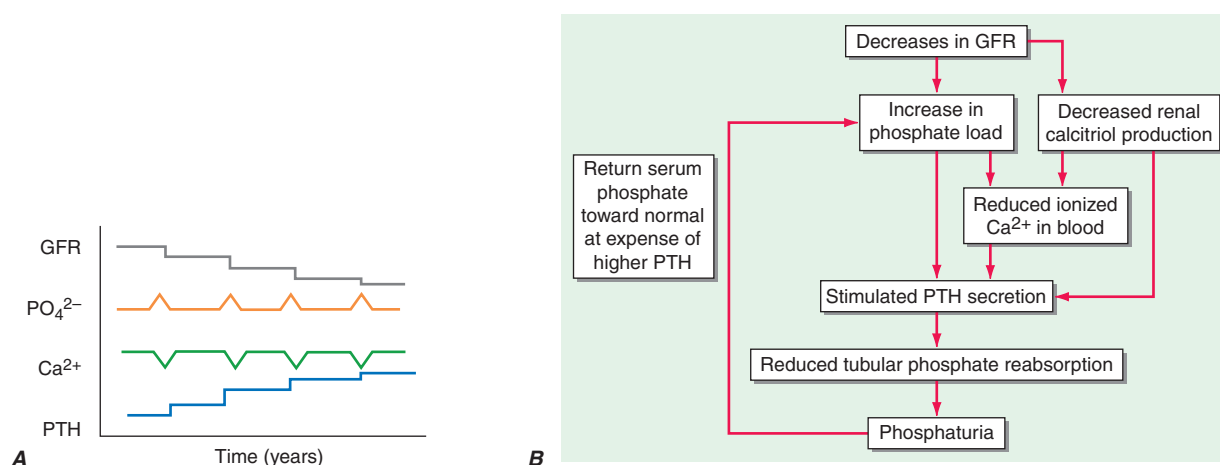 GFR
PO₄²⁻
Ca²⁺
PTH
Time (years)
A
Decreases in GFR
Increase in
phosphate load
Decreased renal
calcitriol production
Return serum
phosphate
toward normal
at expense of
higher PTH
Reduced ionized
Ca²⁺ in blood
Stimulated PTH secretion
Reduced tubular phosphate reabsorption
Phosphaturia
B